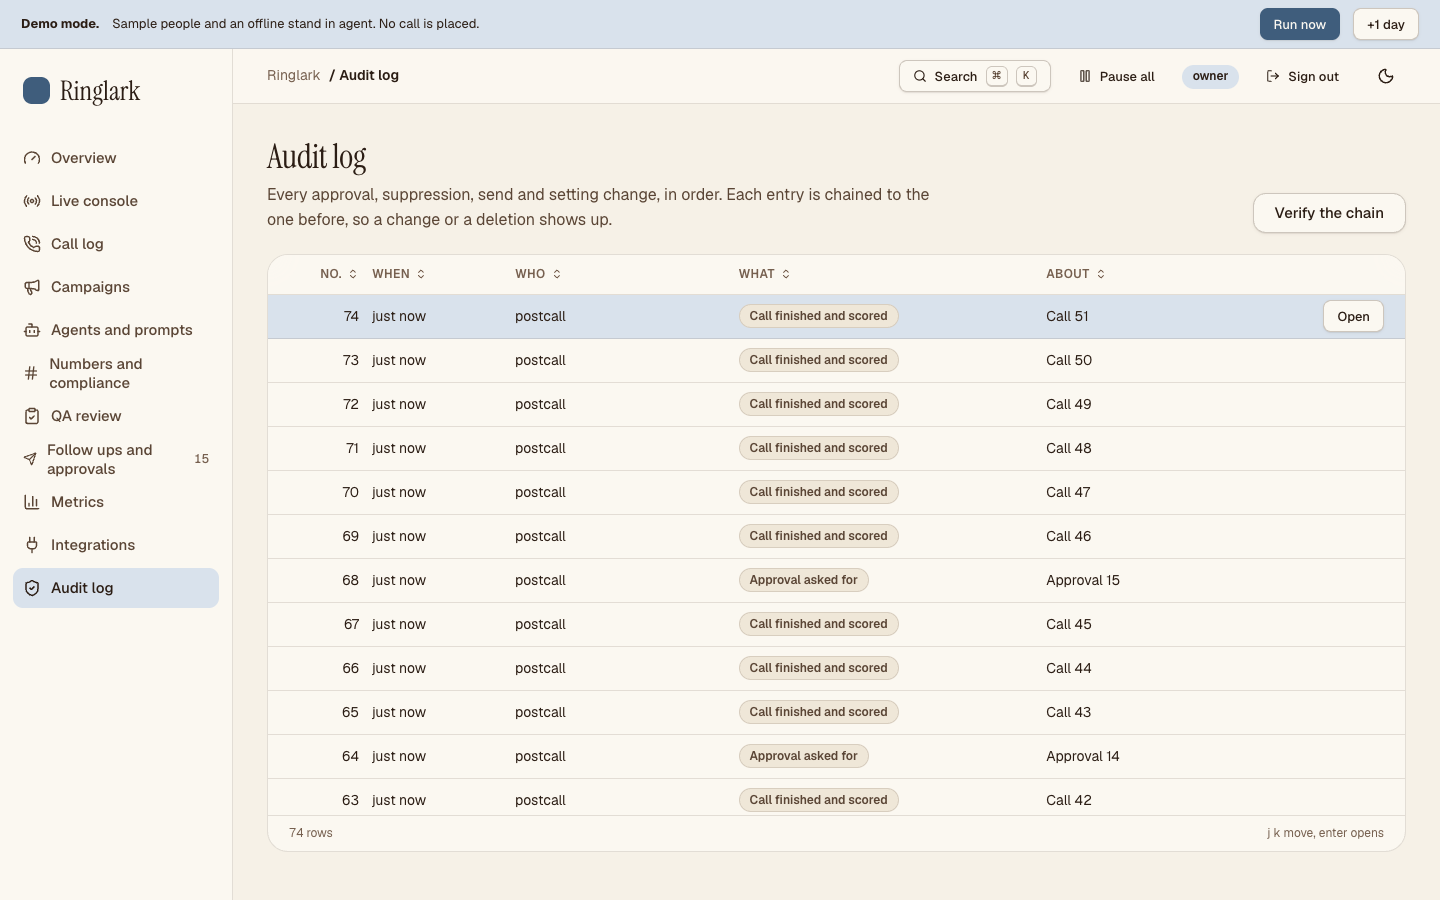 Demo mode. Sample people and an offline stand in agent. No call is placed. Run now +1 day
Ringlark
Overview
Live console
Call log
Campaigns
Agents and prompts
Numbers and
compliance
QA review
Follow ups and
approvals 15
Metrics
Integrations
Audit log
Ringlark / Audit log Search ⌘ K Pause all owner Sign out
Audit log
Every approval, suppression, send and setting change, in order. Each entry is chained to the
one before, so a change or a deletion shows up.
Verify the chain
NO. WHEN WHO WHAT ABOUT
74 just now postcall Call finished and scored Call 51 Open
73 just now postcall Call finished and scored Call 50
72 just now postcall Call finished and scored Call 49
71 just now postcall Call finished and scored Call 48
70 just now postcall Call finished and scored Call 47
69 just now postcall Call finished and scored Call 46
68 just now postcall Approval asked for Approval 15
67 just now postcall Call finished and scored Call 45
66 just now postcall Call finished and scored Call 44
65 just now postcall Call finished and scored Call 43
64 just now postcall Approval asked for Approval 14
63 just now postcall Call finished and scored Call 42
74 rows j k move, enter opens